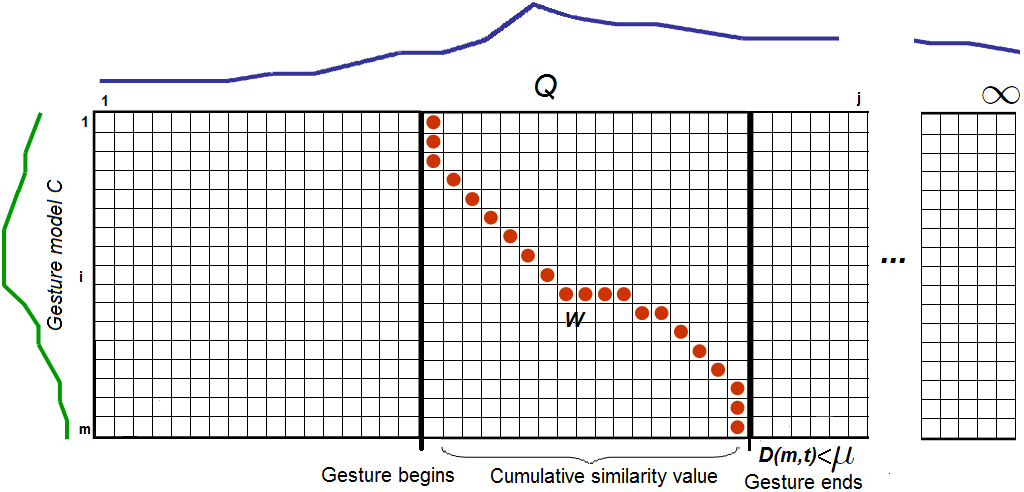 Q
1
j
∞
1
Gesture model C
i
...
W
m
D(m,t)<μ
Gesture begins
Cumulative similarity value
Gesture ends